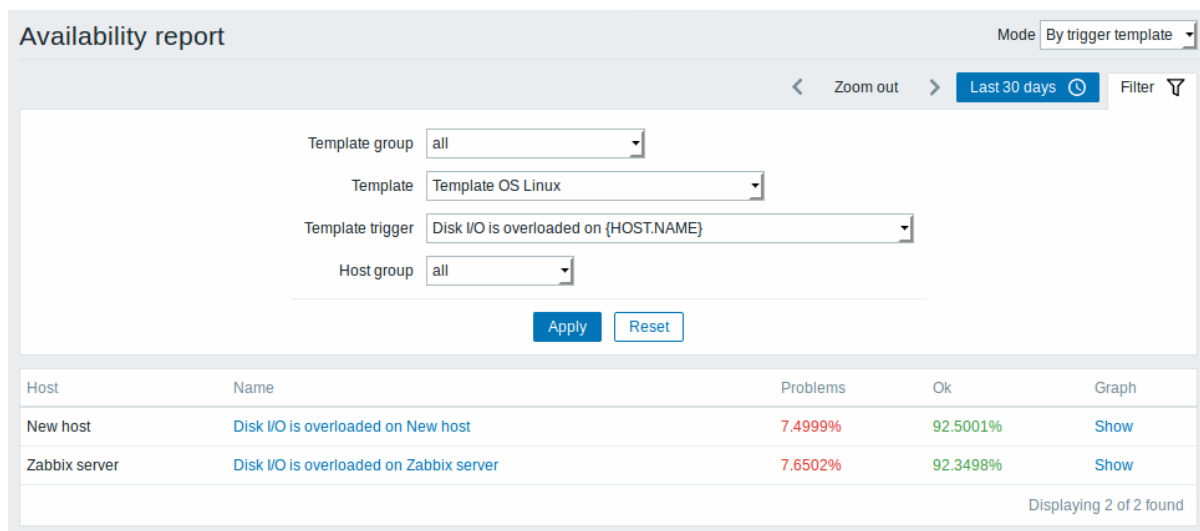 Availability report
Mode By trigger template
Zoom out Last 30 days Filter
Template group all
Template Template OS Linux
Template trigger Disk I/O is overloaded on {HOST.NAME}
Host group all
Apply Reset
Host Name Problems Ok Graph
New host Disk I/O is overloaded on New host 7.4999% 92.5001% Show
Zabbix server Disk I/O is overloaded on Zabbix server 7.6502% 92.3498% Show
Displaying 2 of 2 found